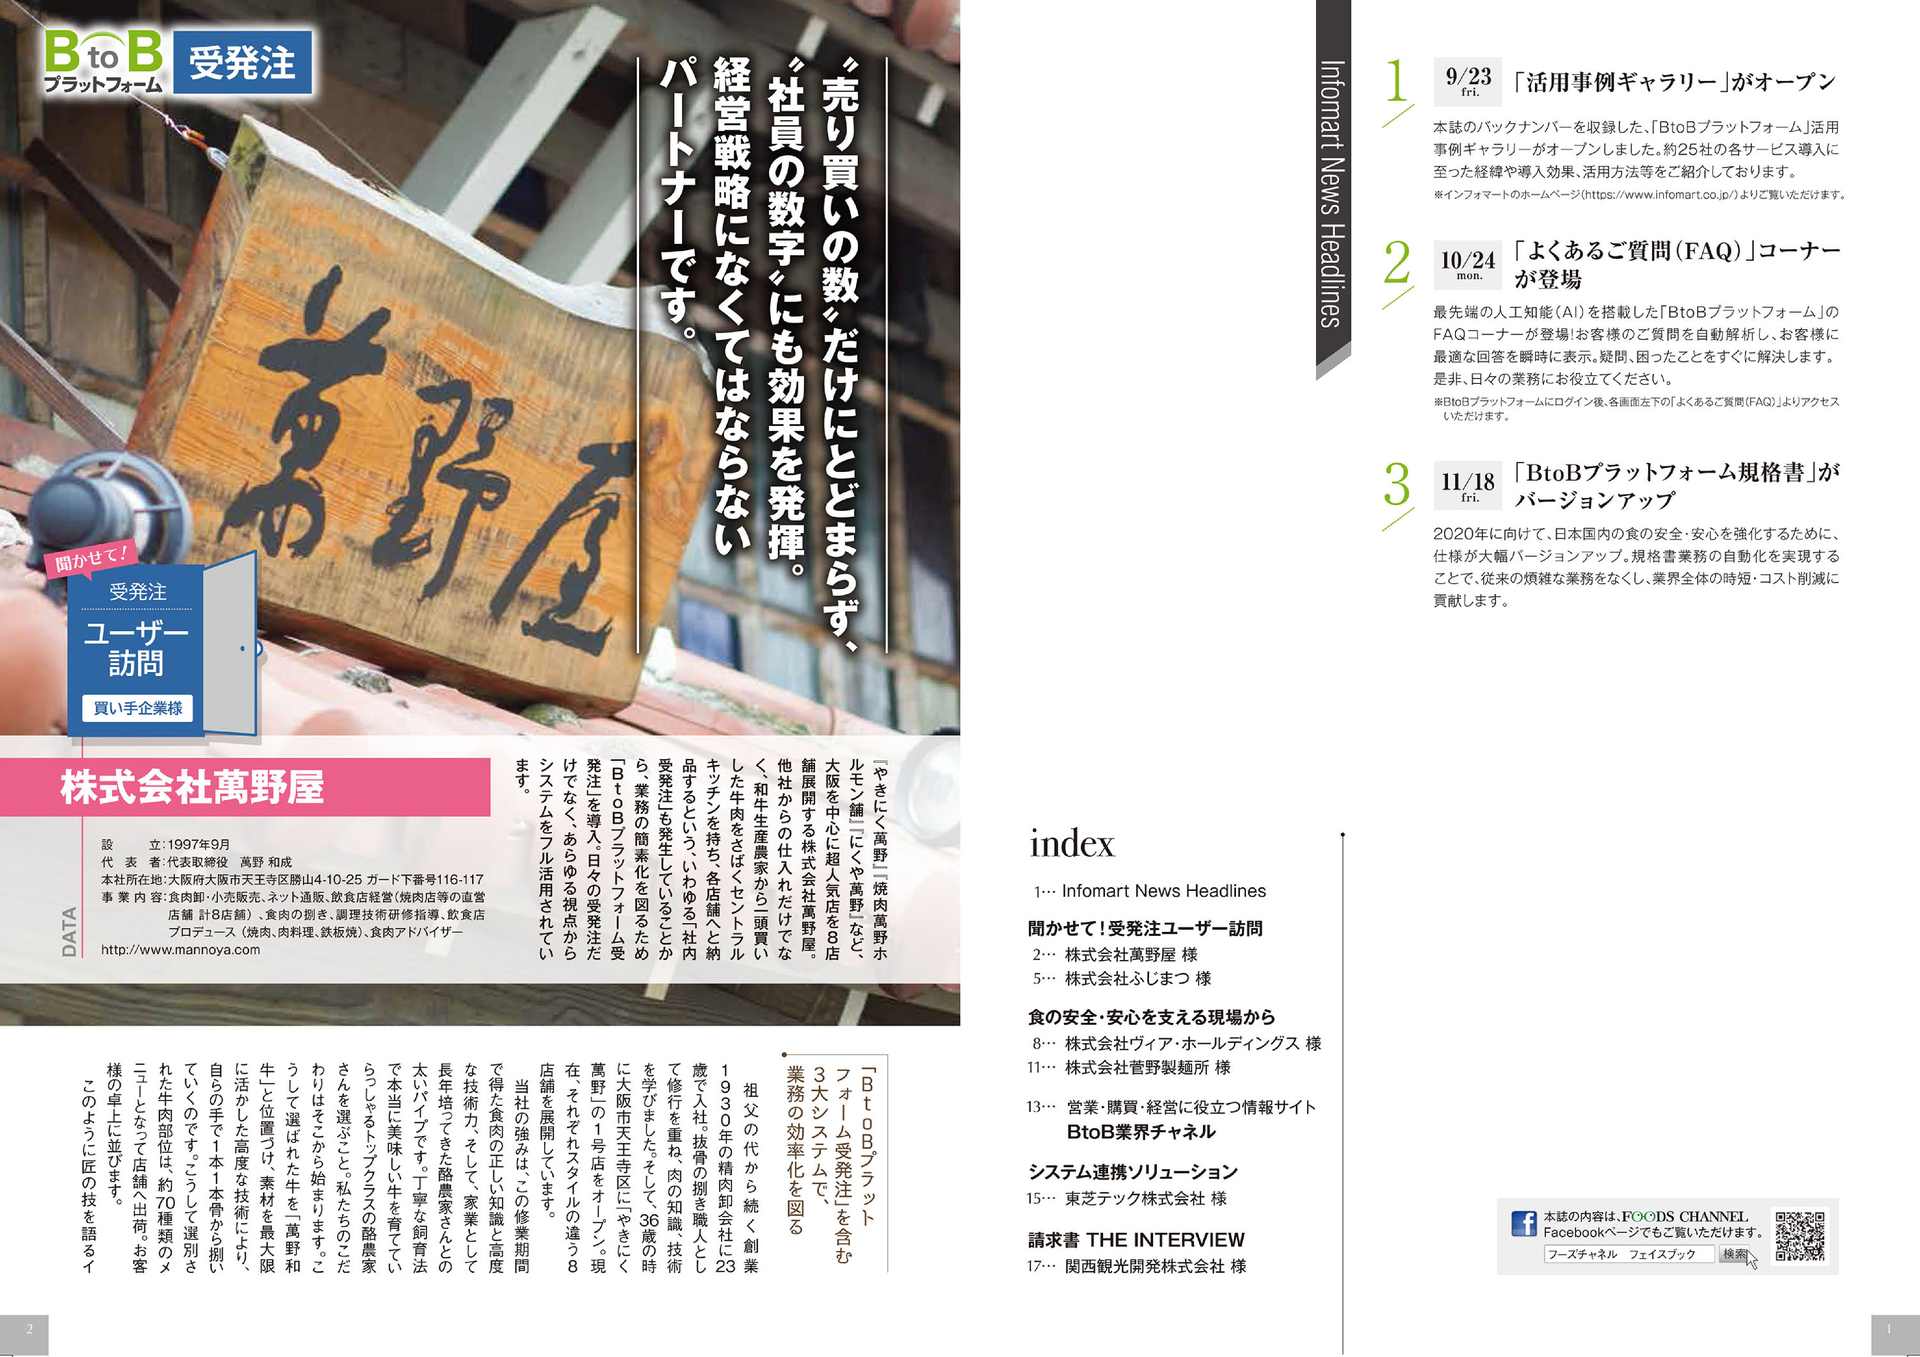 Infomart News Headlines
1
9/23
fri.
「活用事例ギャラリー」がオープン
本誌のバックナンバーを収録した、「BtoBプラットフォーム」活用
事例ギャラリーがオープンしました。約25社の各サービス導入に
至った経緯や導入効果、活用方法等をご紹介しております。
※インフォマートのホームページ(https://www.infomart.co.jp/)よりご覧いただけます。
2
10/24
mon.
「よくあるご質問(FAQ)」コーナー
が登場
最先端の人工知能(AI)を搭載した「BtoBプラットフォーム」の
FAQコーナーが登場!お客様のご質問を自動解析し、お客様に
最適な回答を瞬時に表示。疑問、困ったことをすぐに解決します。
是非、日々の業務にお役立てください。
※BtoBプラットフォームにログイン後、各画面左下の「よくあるご質問(FAQ)」よりアクセス
いただけます。
3
11/18
fri.
「BtoBプラットフォーム規格書」が
バージョンアップ
2020年に向けて、日本国内の食の安全・安心を強化するために、
仕様が大幅バージョンアップ。規格書業務の自動化を実現する
ことで、従来の煩雑な業務をなくし、業界全体の時短・コスト削減に
貢献します。
index
1… Infomart News Headlines
聞かせて!受発注ユーザー訪問
2… 株式会社萬野屋 様
5… 株式会社ふじまつ 様
食の安全・安心を支える現場から
8… 株式会社ヴィア・ホールディングス 様
11… 株式会社菅野製麺所 様
13… 営業・購買・経営に役立つ情報サイト
BtoB業界チャネル
システム連携ソリューション
15… 東芝テック株式会社 様
請求書 THE INTERVIEW
17… 関西観光開発株式会社 様
本誌の内容は、FOODS CHANNEL
Facebookページでもご覧いただけます。
フーズチャネル フェイスブック
検索
1
BtoB
プラットフォーム
受発注
〝売り買いの数〟だけにとどまらず、
〝社員の数字〟にも効果を発揮。
経営戦略になくてはならない
パートナーです。
萬野屋
聞かせて!
受発注
ユーザー
訪問
買い手企業様
株式会社萬野屋
DATA
設立:1997年9月
代表者:代表取締役 萬野 和成
本社所在地:大阪府大阪市天王寺区勝山4-10-25 ガード下番号116-117
事業内容:食肉卸・小売販売、ネット通販、飲食店経営(焼肉店等の直営
店舗 計8店舗)、食肉の捌き、調理技術研修指導、飲食店
プロデュース(焼肉、肉料理、鉄板焼)、食肉アドバイザー
http://www.mannoya.com
『やきにく萬野』『焼肉萬野ホ
ルモン舗』『にくや萬野』など、
大阪を中心に超人気店を8店
舗展開する株式会社萬野屋。
他社からの仕入れだけでな
く、和牛生産農家から一頭買い
した牛肉をさばくセントラル
キッチンを持ち、各店舗へと納
品するという、いわゆる「社内
受発注」も発生していることか
ら、業務の簡素化を図るため
「BtoBプラットフォーム受
発注」を導入。日々の受発注だ
けでなく、あらゆる視点から
システムをフル活用されてい
ます。
「BtoBプラット
フォーム受発注」を含む
3大システムで、
業務の効率化を図る
祖父の代から続く創業
1930年の精肉卸会社に23
歳で入社。抜骨の捌き職人とし
て修行を重ね、肉の知識、技術
を学びました。そして、36歳の時
に大阪市天王寺区に「やきにく
萬野」の1号店をオープン。現
在、それぞれスタイルの違う8
店舗を展開しています。
当社の強みは、この修業期間
で得た食肉の正しい知識と高度
な技術力、そして、家業として
長年培ってきた酪農家さんとの
太いパイプです。丁寧な飼育法
で本当に美味しい牛を育ててい
らっしゃるトップクラスの酪農家
さんを選ぶこと。私たちのこだ
わりはそこから始まります。こ
うして選ばれた牛を「萬野和
牛」と位置づけ、素材を最大限
に活かした高度な技術により、
自らの手で1本1本骨から捌い
ていくのです。こうして選別さ
れた牛肉部位は、約70種類のメ
ニューとなって店舗へ出荷。お客
様の卓上に並びます。
このように匠の技を語るイ
2